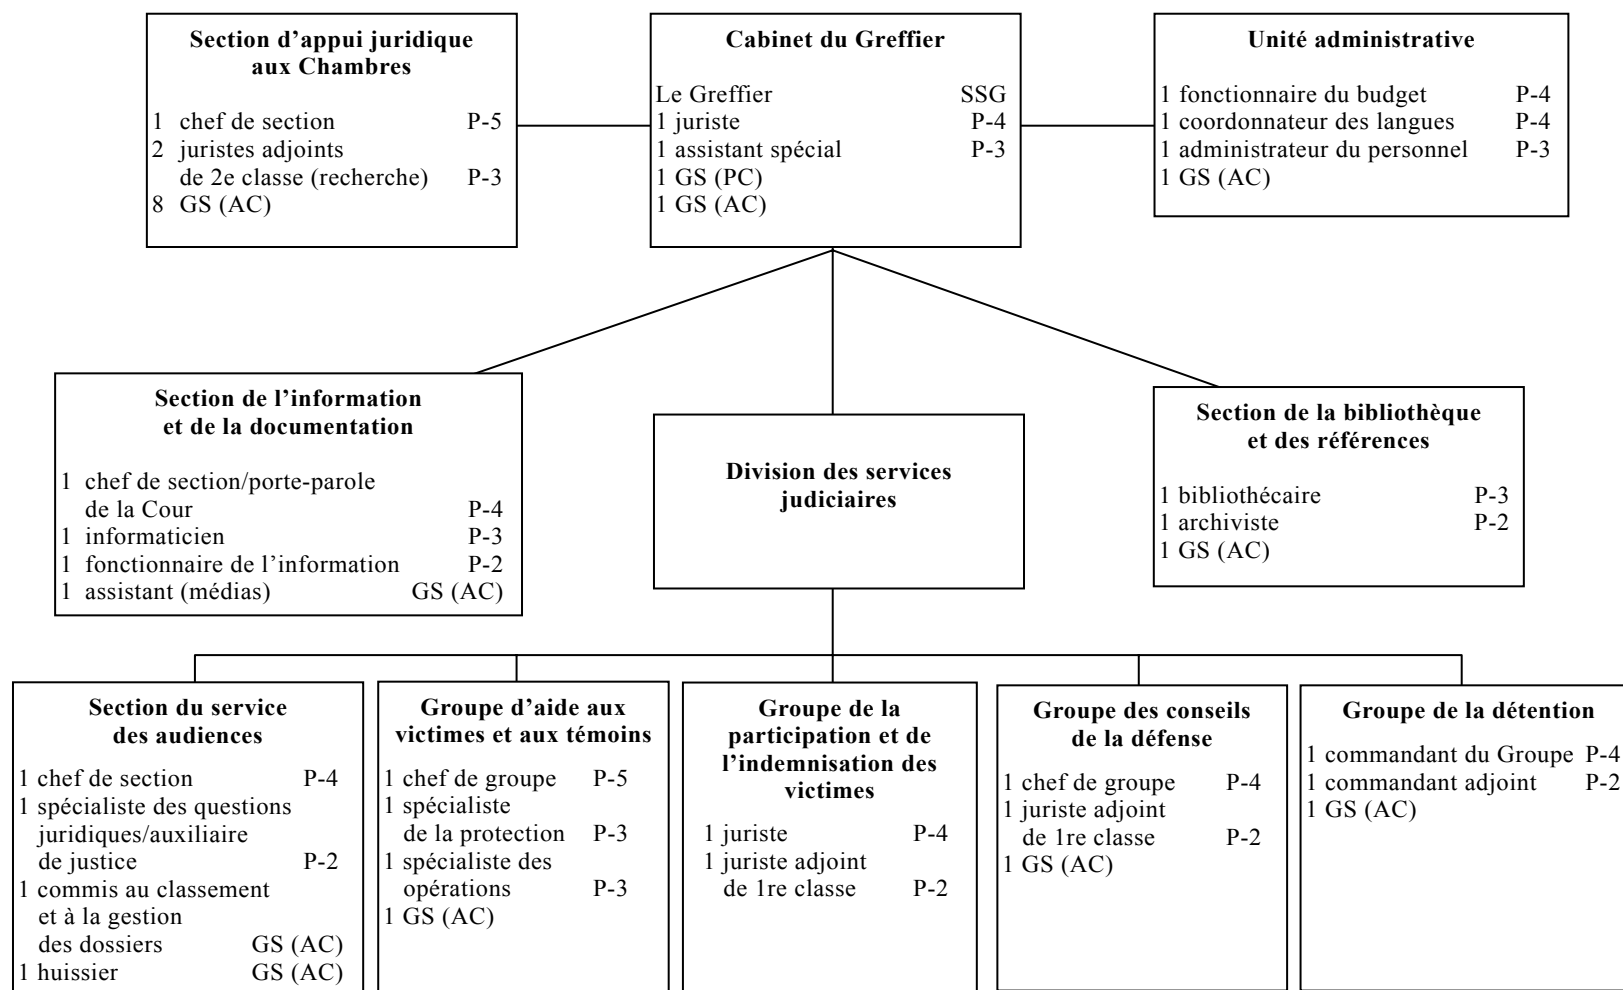 Section d’appui juridique
aux Chambres
1 chef de section P-5
2 juristes adjoints
de 2e classe (recherche) P-3
8 GS (AC)
Cabinet du Greffier
Le Greffier SSG
1 juriste P-4
1 assistant spécial P-3
1 GS (PC)
1 GS (AC)
Unité administrative
1 fonctionnaire du budget P-4
1 coordonnateur des langues P-4
1 administrateur du personnel P-3
1 GS (AC)
Section de l’information
et de la documentation
1 chef de section/porte-parole
de la Cour P-4
1 informaticien P-3
1 fonctionnaire de l’information P-2
1 assistant (médias) GS (AC)
Division des services
judiciaires
Section de la bibliothèque
et des références
1 bibliothécaire P-3
1 archiviste P-2
1 GS (AC)
Section du service
des audiences
1 chef de section P-4
1 spécialiste des questions
juridiques/auxiliaire
de justice P-2
1 commis au classement
et à la gestion
des dossiers GS (AC)
1 huissier GS (AC)
Groupe d’aide aux
victimes et aux témoins
1 chef de groupe P-5
1 spécialiste
de la protection P-3
1 spécialiste des
opérations P-3
1 GS (AC)
Groupe de la
participation et de
l’indemnisation des
victimes
1 juriste P-4
1 juriste adjoint
de 1re classe P-2
Groupe des conseils
de la défense
1 chef de groupe P-4
1 juriste adjoint
de 1re classe P-2
1 GS (AC)
Groupe de la détention
1 commandant du Groupe P-4
1 commandant adjoint P-2
1 GS (AC)